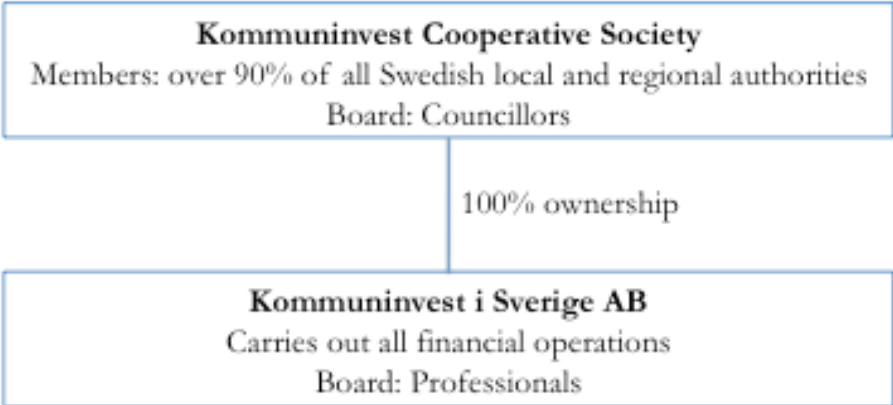 Kommuninvest Cooperative Society
Members: over 90% of all Swedish local and regional authorities
Board: Councillors
100% ownership
Kommuninvest i Sverige AB
Carries out all financial operations
Board: Professionals